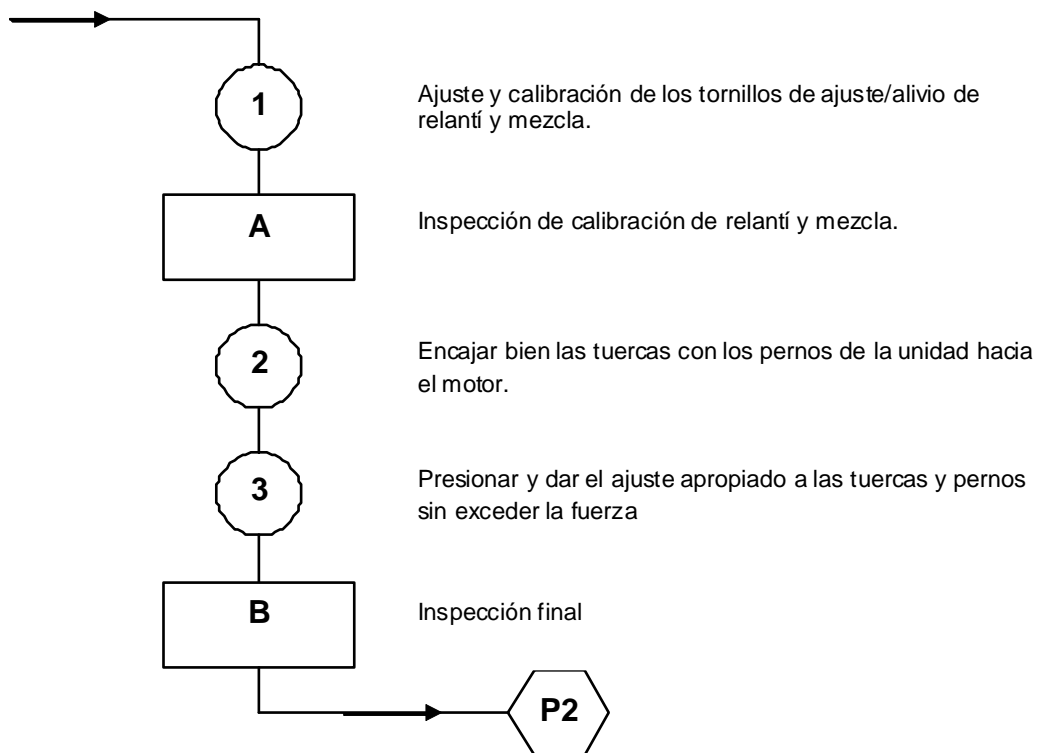 1
Ajuste y calibración de los tornillos de ajuste/alivio de
relantí y mezcla.
A
Inspección de calibración de relantí y mezcla.
2
Encajar bien las tuercas con los pernos de la unidad hacia
el motor.
3
Presionar y dar el ajuste apropiado a las tuercas y pernos
sin exceder la fuerza
B
Inspección final
P2